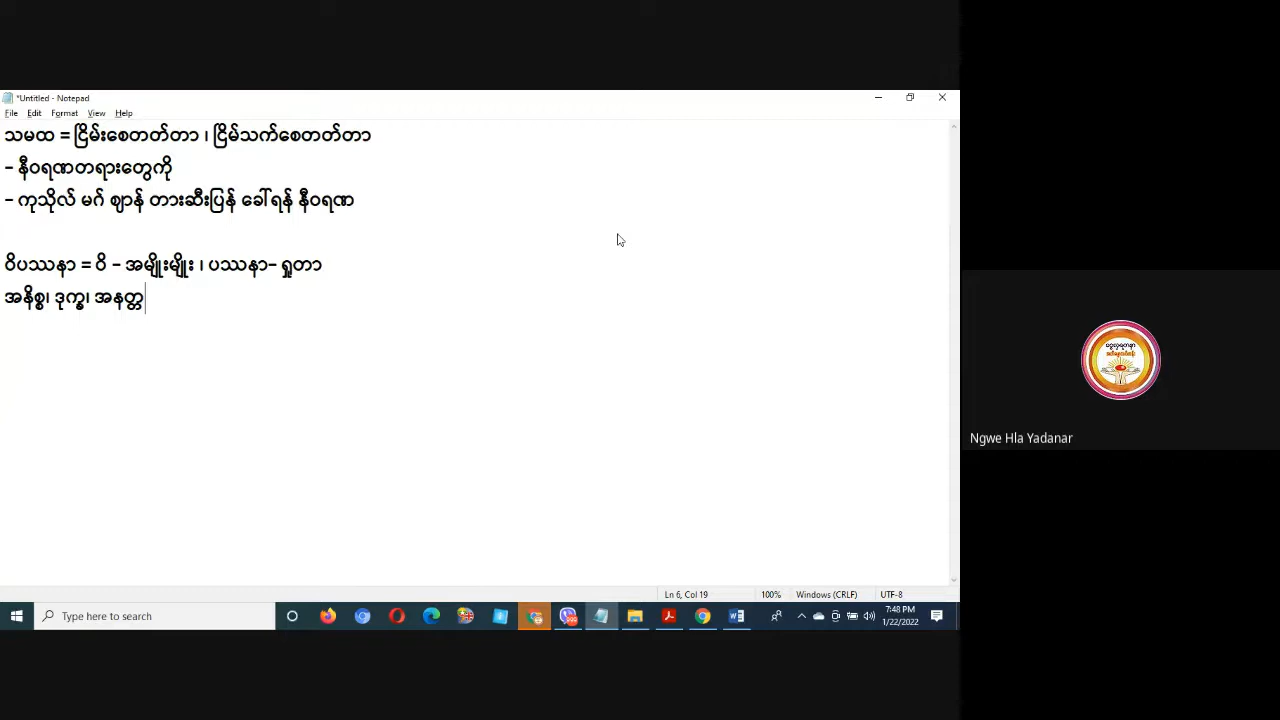 *Untitled - Notepad
File Edit Format View Help
သမထ = ငြိမ်းစေတတ်တာ ၊ ငြိမ်သက်စေတတ်တာ
- နီဝရဏတရားတွေကို
- ကုသိုလ် မဂ် ဈာန် တားဆီးပြန် ခေါ်ရန် နီဝရဏ
ဝိပဿနာ = ဝိ - အမျိုးမျိုး ၊ ပဿနာ- ရှုတာ
အနိစ္စ၊ ဒုက္ခ၊ အနတ္တ
Ln 6, Col 19 100% Windows (CRLF) UTF-8
Type here to search
7:48 PM
1/22/2022
Ngwe Hla Yadanar